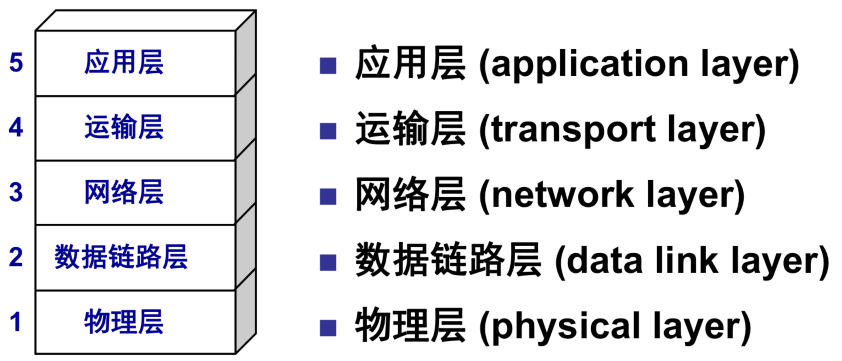 5 应用层 ■ 应用层 (application layer)
4 运输层 ■ 运输层 (transport layer)
3 网络层 ■ 网络层 (network layer)
2 数据链路层 ■ 数据链路层 (data link layer)
1 物理层 ■ 物理层 (physical layer)